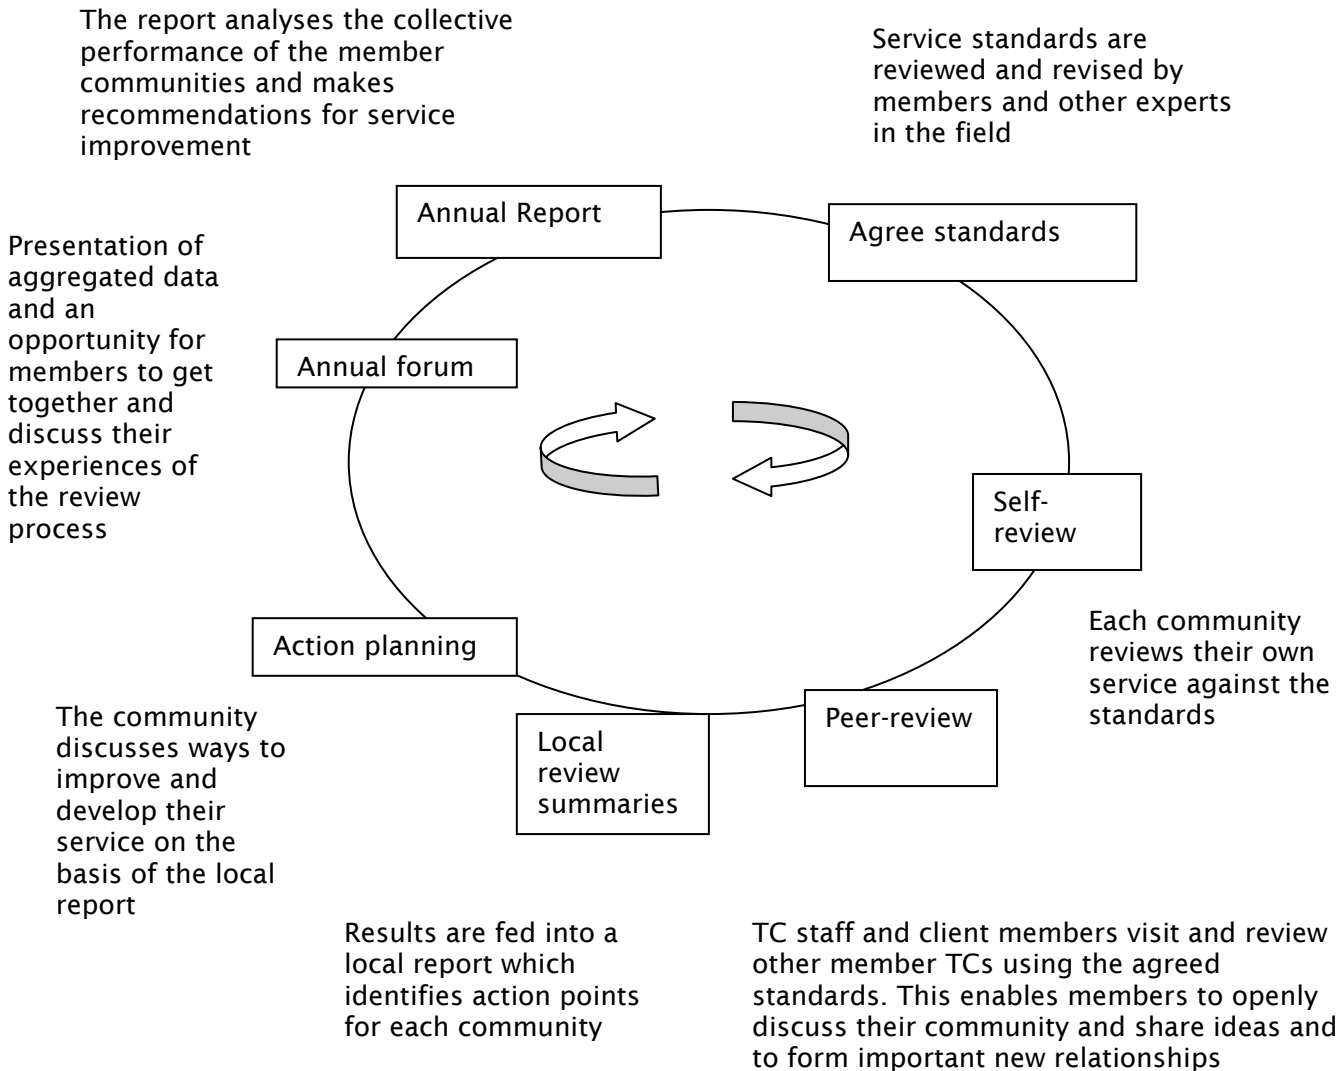 The report analyses the collective
performance of the member
communities and makes
recommendations for service
improvement
Service standards are
reviewed and revised by
members and other experts
in the field
Annual Report
Agree standards
Presentation of
aggregated data
and an
opportunity for
members to get
together and
discuss their
experiences of
the review
process
Annual forum
Self-
review
Each community
reviews their own
service against the
standards
Action planning
The community
discusses ways to
improve and
develop their
service on the
basis of the local
report
Local
review
summaries
Peer-review
Results are fed into a
local report which
identifies action points
for each community
TC staff and client members visit and review
other member TCs using the agreed
standards. This enables members to openly
discuss their community and share ideas and
to form important new relationships